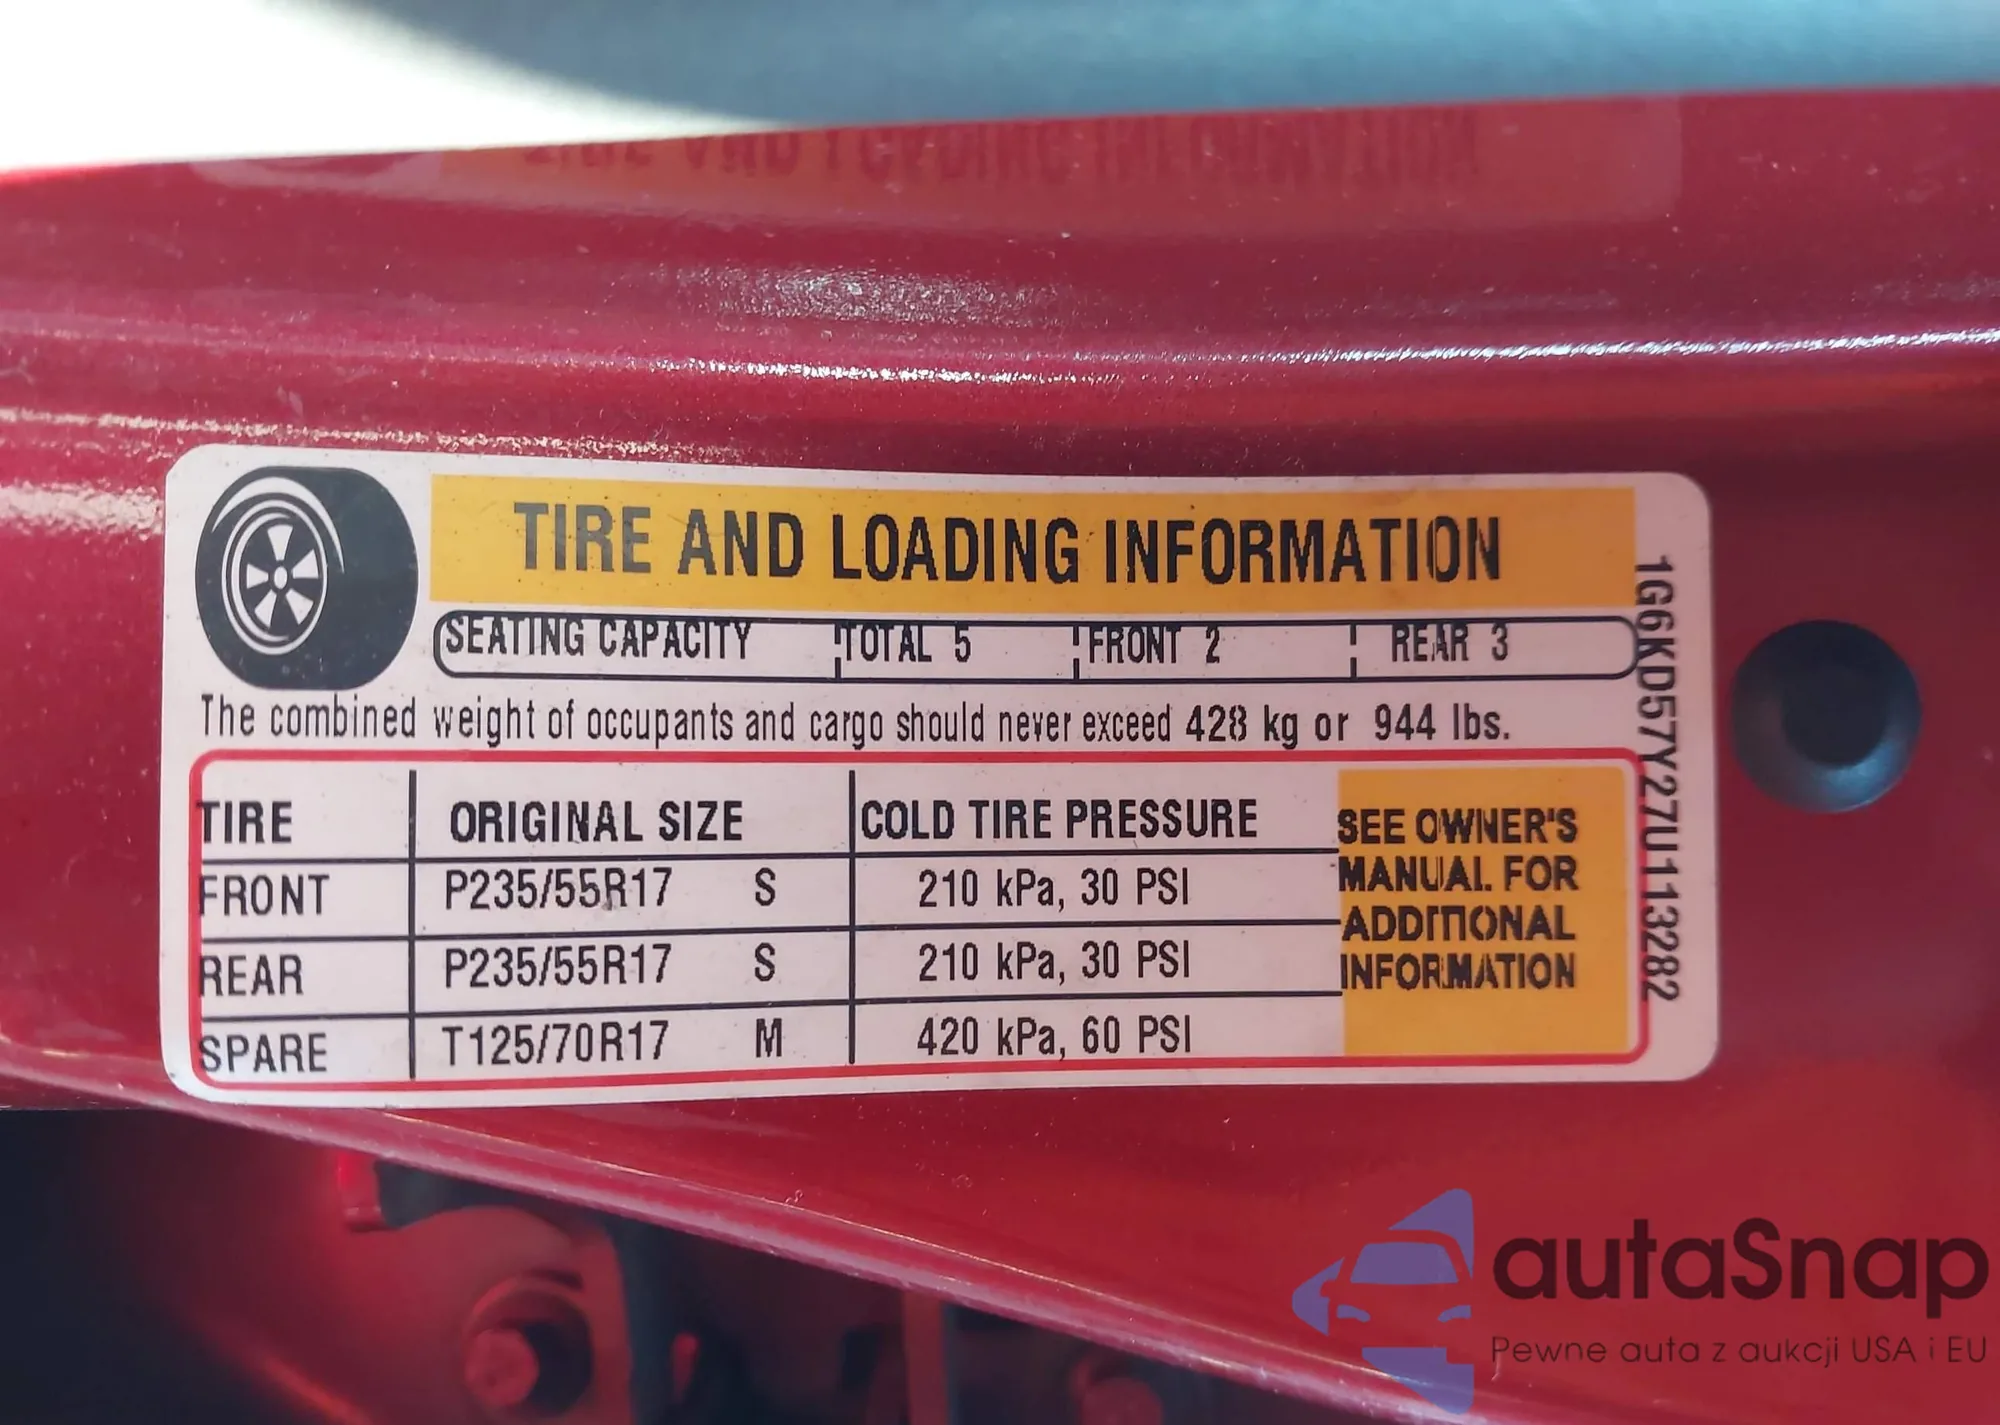 TIRE AND LOADING INFORMATION
SEATING CAPACITY TOTAL 5 FRONT 2 REAR 3
The combined weight of occupants and cargo should never exceed 428 kg or 944 lbs.
TIRE ORIGINAL SIZE COLD TIRE PRESSURE
FRONT P235/55R17 S 210 kPa, 30 PSI
REAR P235/55R17 S 210 kPa, 30 PSI
SPARE T125/70R17 M 420 kPa, 60 PSI
SEE OWNER'S
MANUAL FOR
ADDITIONAL
INFORMATION
1G6KD57Y27U113282
autaSnap
Pewne auta z aukcji USA i EU